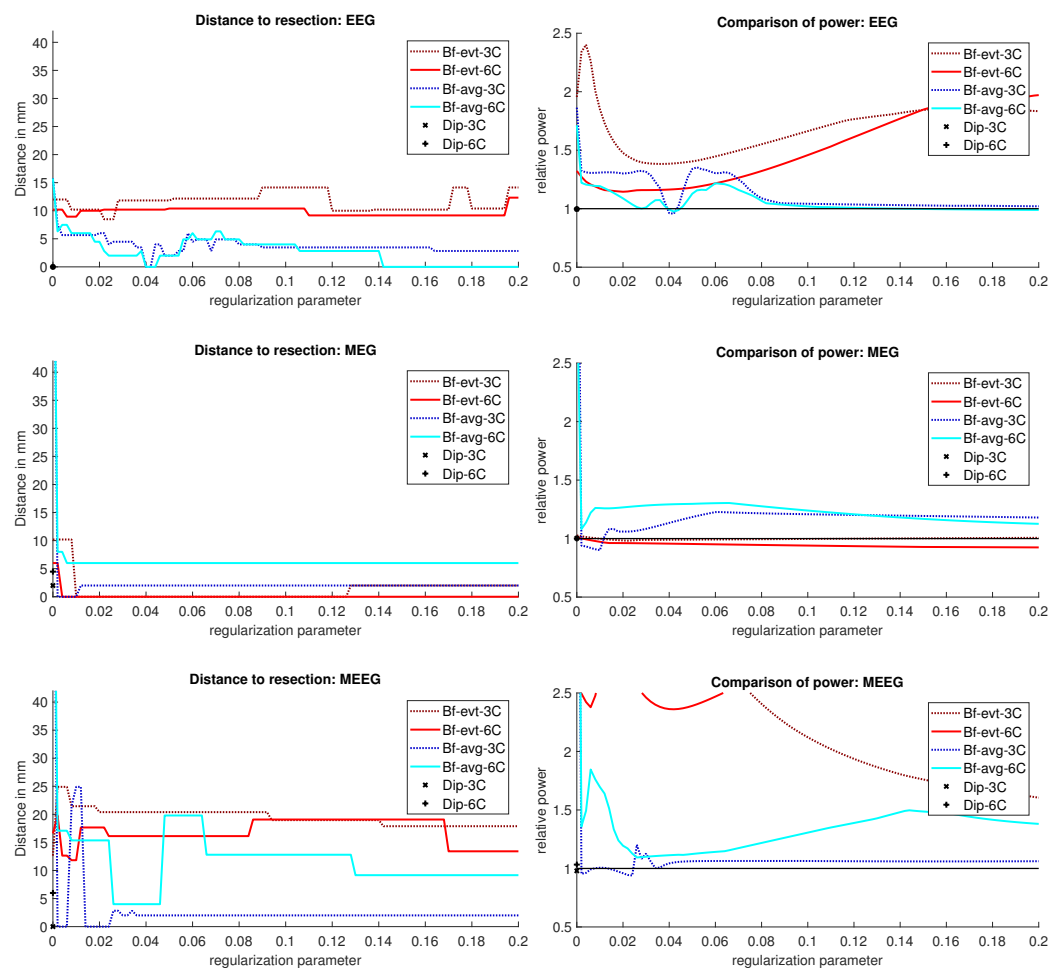 Distance to resection: EEG
Distance in mm
40
35
30
25
20
15
10
5
0
0 0.02 0.04 0.06 0.08 0.1 0.12 0.14 0.16 0.18 0.2
regularization parameter
Bf-evt-3C
Bf-evt-6C
Bf-avg-3C
Bf-avg-6C
Dip-3C
Dip-6C
Comparison of power: EEG
relative power
2.5
2
1.5
1
0.5
0 0.02 0.04 0.06 0.08 0.1 0.12 0.14 0.16 0.18 0.2
regularization parameter
Bf-evt-3C
Bf-evt-6C
Bf-avg-3C
Bf-avg-6C
Dip-3C
Dip-6C
Distance to resection: MEG
Distance in mm
40
35
30
25
20
15
10
5
0
0 0.02 0.04 0.06 0.08 0.1 0.12 0.14 0.16 0.18 0.2
regularization parameter
Bf-evt-3C
Bf-evt-6C
Bf-avg-3C
Bf-avg-6C
Dip-3C
Dip-6C
Comparison of power: MEG
relative power
2.5
2
1.5
1
0.5
0 0.02 0.04 0.06 0.08 0.1 0.12 0.14 0.16 0.18 0.2
regularization parameter
Bf-evt-3C
Bf-evt-6C
Bf-avg-3C
Bf-avg-6C
Dip-3C
Dip-6C
Distance to resection: MEEG
Distance in mm
40
35
30
25
20
15
10
5
0
0 0.02 0.04 0.06 0.08 0.1 0.12 0.14 0.16 0.18 0.2
regularization parameter
Bf-evt-3C
Bf-evt-6C
Bf-avg-3C
Bf-avg-6C
Dip-3C
Dip-6C
Comparison of power: MEEG
relative power
2.5
2
1.5
1
0.5
0 0.02 0.04 0.06 0.08 0.1 0.12 0.14 0.16 0.18 0.2
regularization parameter
Bf-evt-3C
Bf-evt-6C
Bf-avg-3C
Bf-avg-6C
Dip-3C
Dip-6C